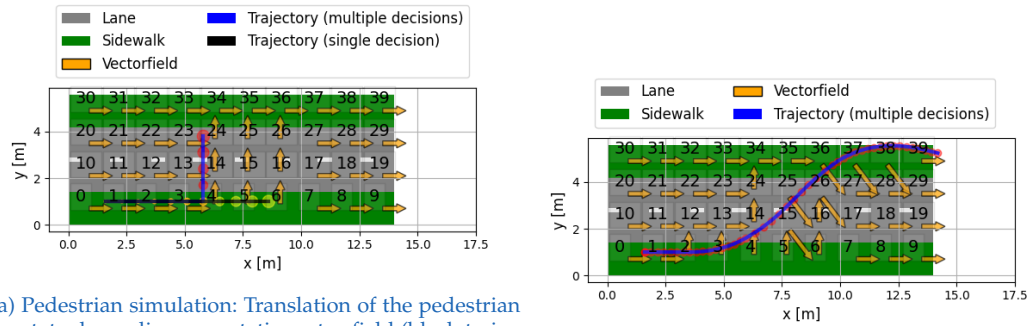 Lane
Sidewalk
Vectorfield
Trajectory (multiple decisions)
Trajectory (single decision)
30 31 32 33 34 35 36 37 38 39
20 21 22 23 24 25 26 27 28 29
10 11 12 13 14 15 16 17 18 19
0 1 2 3 4 5 6 7 8 9
4
2
0
y [m]
0.0 2.5 5.0 7.5 10.0 12.5 15.0 17.5
x [m]
a) Pedestrian simulation: Translation of the pedestrian
Lane
Sidewalk
Vectorfield
Trajectory (multiple decisions)
30 31 32 33 34 35 36 37 38 39
20 21 22 23 24 25 26 27 28 29
10 11 12 13 14 15 16 17 18 19
0 1 2 3 4 5 6 7 8 9
4
2
0
y [m]
0.0 2.5 5.0 7.5 10.0 12.5 15.0 17.5
x [m]